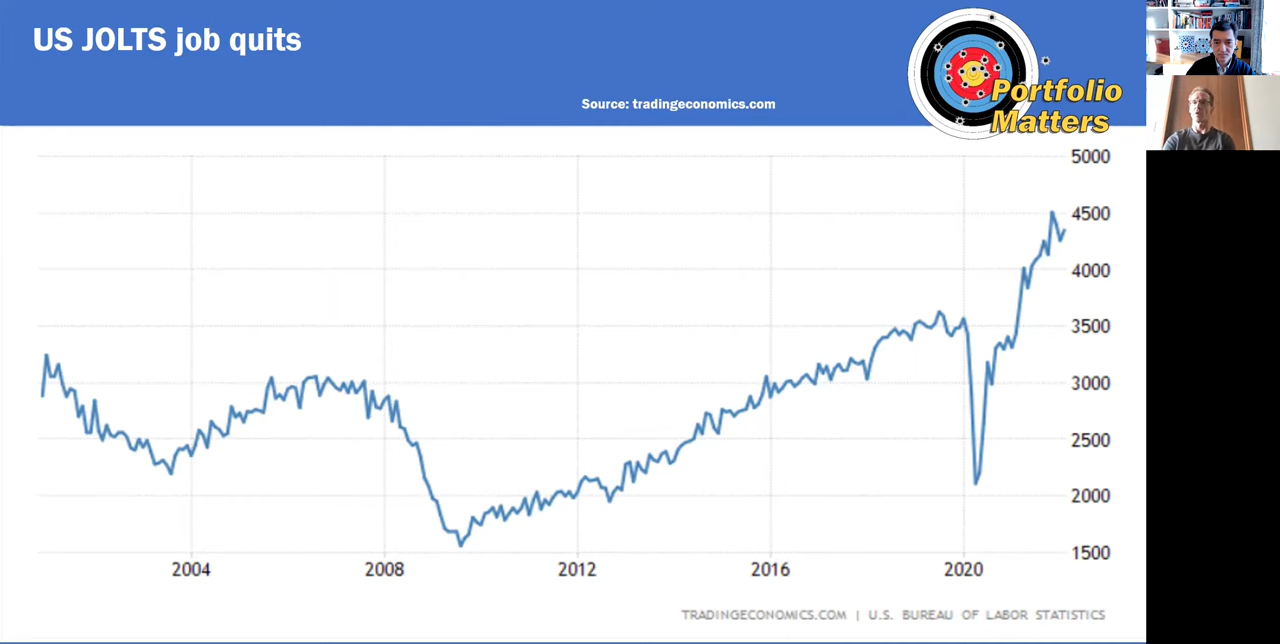 US JOLTS job quits
Source: tradingeconomics.com
Portfolio
Matters
5000
4500
4000
3500
3000
2500
2000
1500
2004 2008 2012 2016 2020
TRADINGECONOMICS.COM | U.S. BUREAU OF LABOR STATISTICS